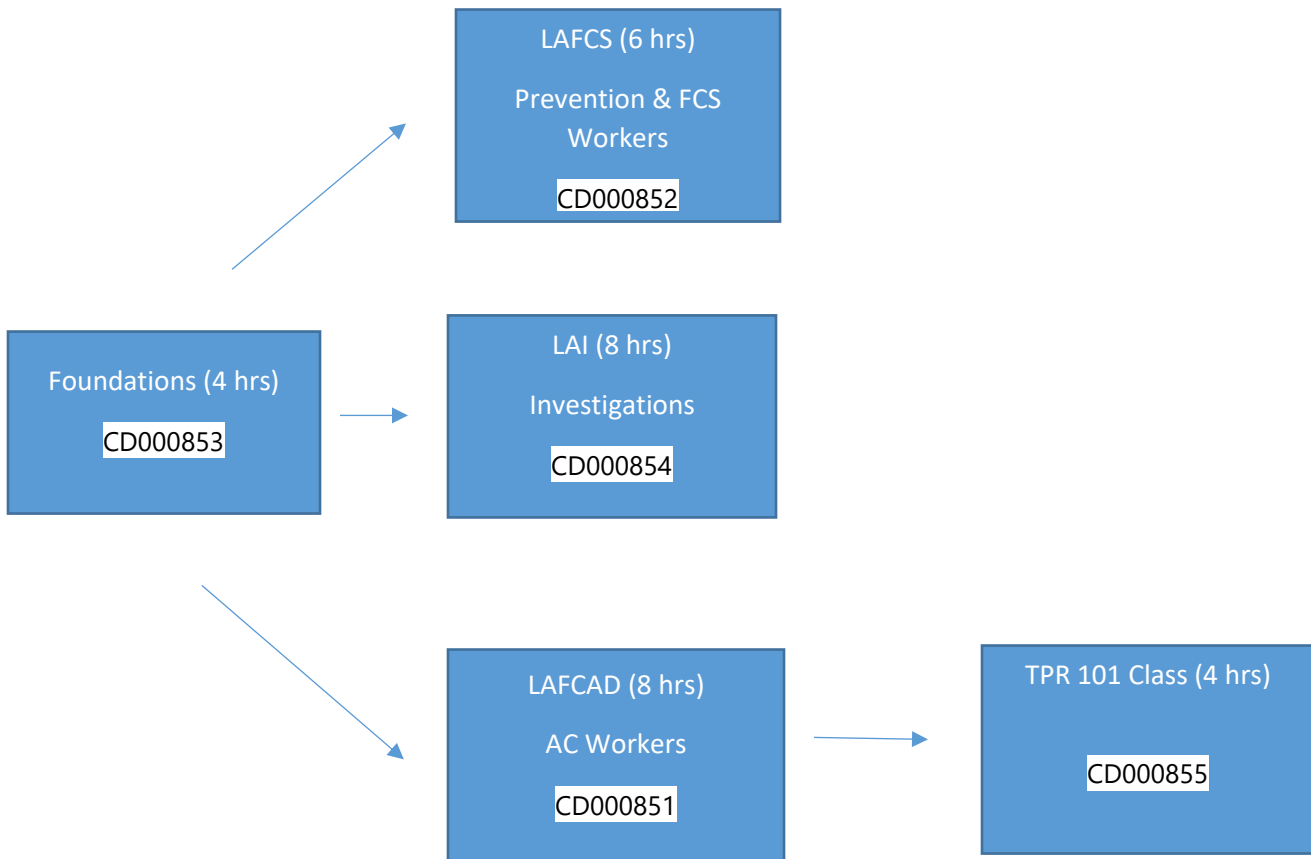 LAFCS (6 hrs)
Prevention & FCS
Workers
CD000852
Foundations (4 hrs)
CD000853
LAI (8 hrs)
Investigations
CD000854
LAFCAD (8 hrs)
AC Workers
CD000851
TPR 101 Class (4 hrs)
CD000855